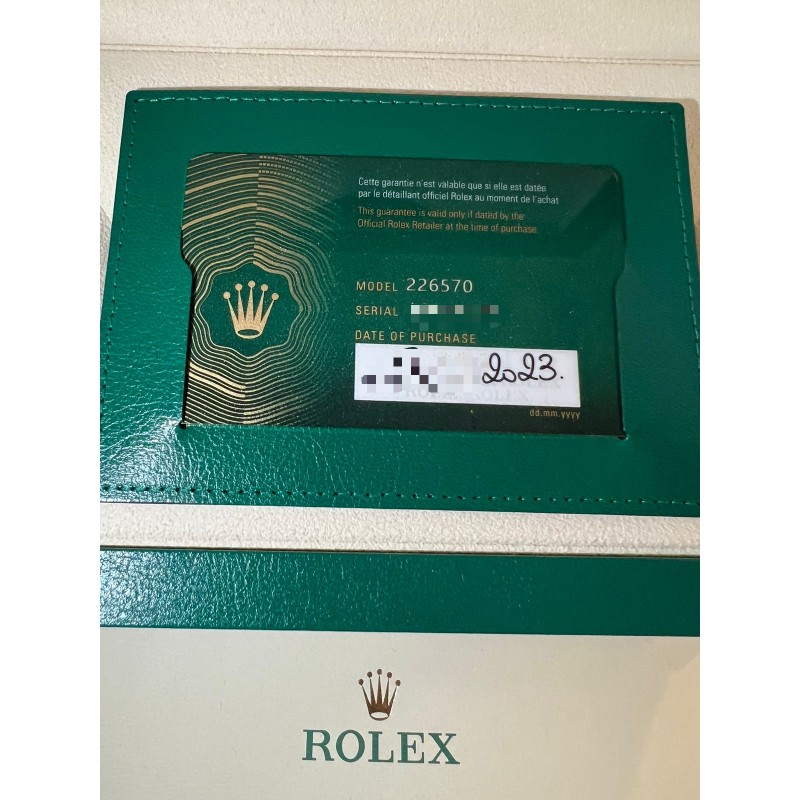 Cette garantie n'est valable que si elle est datée
par le détaillant officiel Rolex au moment de l'achat
This guarantee is valid only if dated by the
Official Rolex Retailer at the time of purchase
MODEL 226570
SERIAL
DATE OF PURCHASE
2023.
dd.mm.yyyy
ROLEX